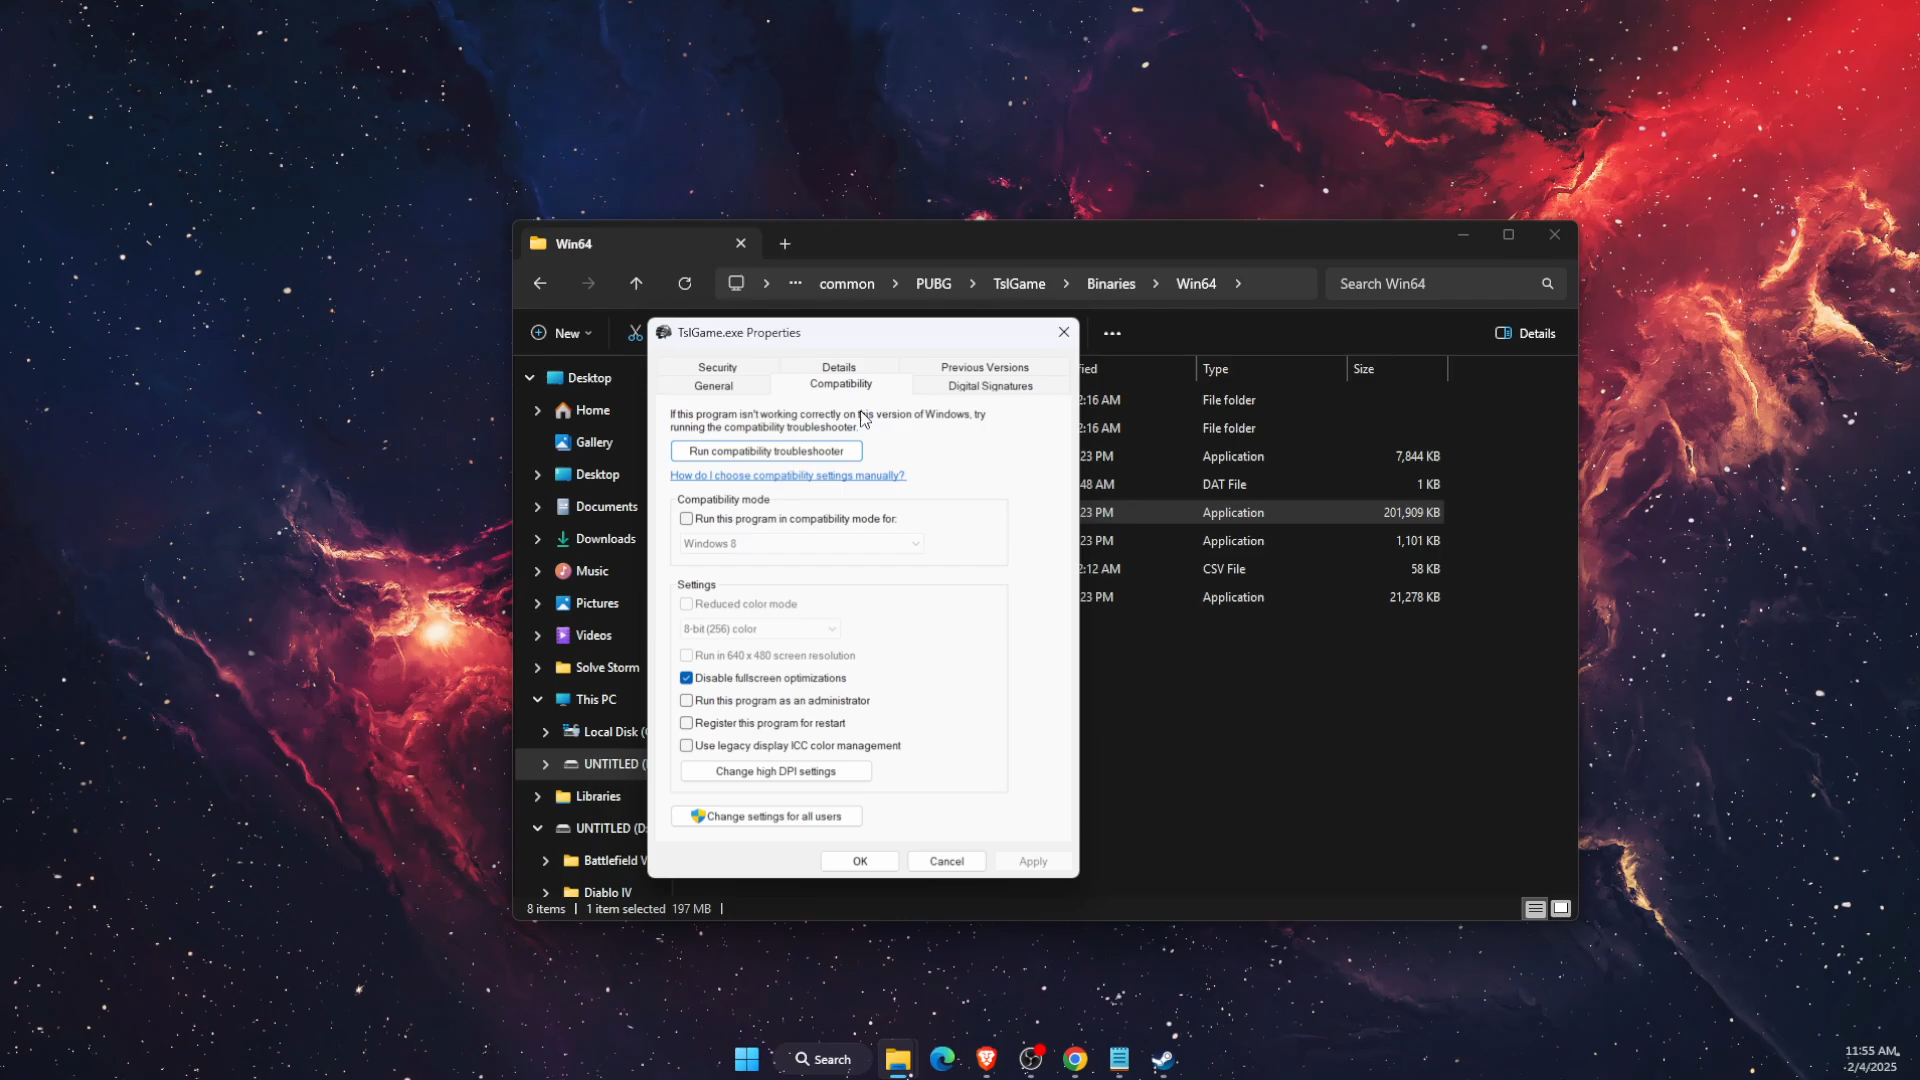 Win64
common
PUBG
TslGame
Binaries
Win64
Search Win64
New
TslGame.exe Properties
Details
Security
Details
Previous Versions
General
Compatibility
Digital Signatures
If this program isn't working correctly on this version of Windows, try
running the compatibility troubleshooter.
Run compatibility troubleshooter
How do I choose compatibility settings manually?
Compatibility mode
Run this program in compatibility mode for:
Windows 8
Settings
Reduced color mode
8-bit (256) color
Run in 640 x 480 screen resolution
Disable fullscreen optimizations
Run this program as an administrator
Register this program for restart
Use legacy display ICC color management
Change high DPI settings
Change settings for all users
OK
Cancel
Apply
Desktop
Home
Gallery
Desktop
Documents
Downloads
Music
Pictures
Videos
Solve Storm
This PC
Local Disk (
UNTITLED (
Libraries
UNTITLED (D:
Battlefield V
Diablo IV
fied
Type
Size
2:16 AM
File folder
2:16 AM
File folder
23 PM
Application
7,844 KB
48 AM
DAT File
1 KB
23 PM
Application
201,909 KB
23 PM
Application
1,101 KB
2:12 AM
CSV File
58 KB
23 PM
Application
21,278 KB
8 items
1 item selected 197 MB
Search
11:55 AM
2/4/2025